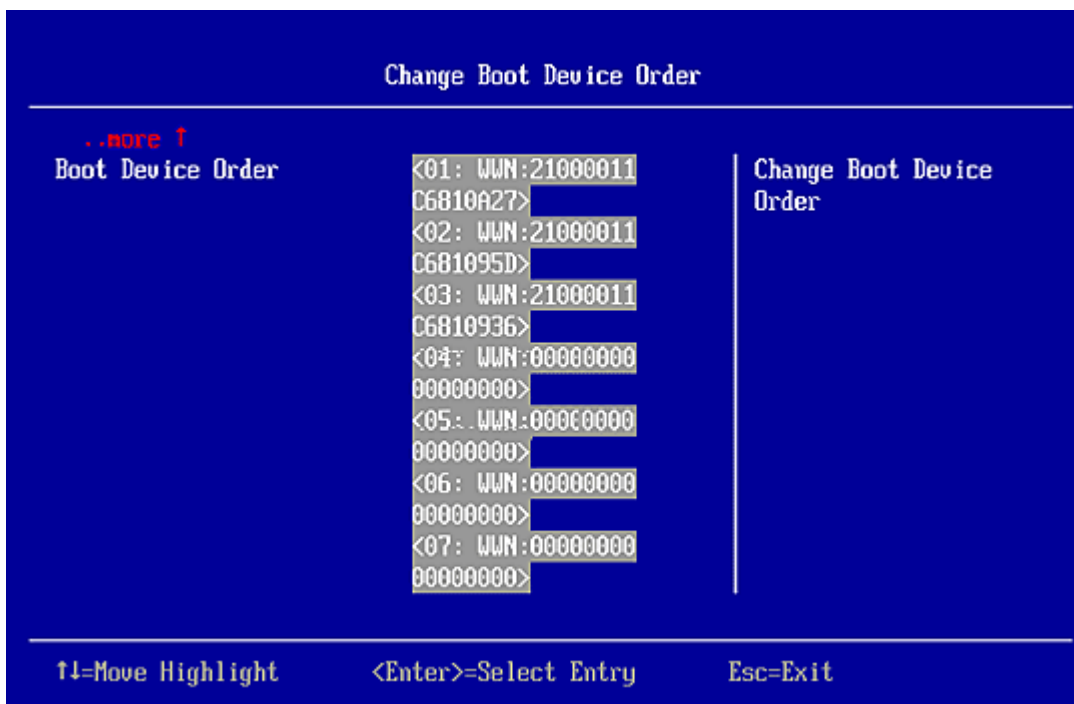 Change Boot Device Order
..more ↑
Boot Device Order
<01: WWN:21000011
C6810A27>
<02: WWN:21000011
C681095D>
<03: WWN:21000011
C6810936>
<04: WWN:00000000
00000000>
<05: WWN:00000000
00000000>
<06: WWN:00000000
00000000>
<07: WWN:00000000
00000000>
Change Boot Device
Order
↑↓=Move Highlight <Enter>=Select Entry Esc=Exit